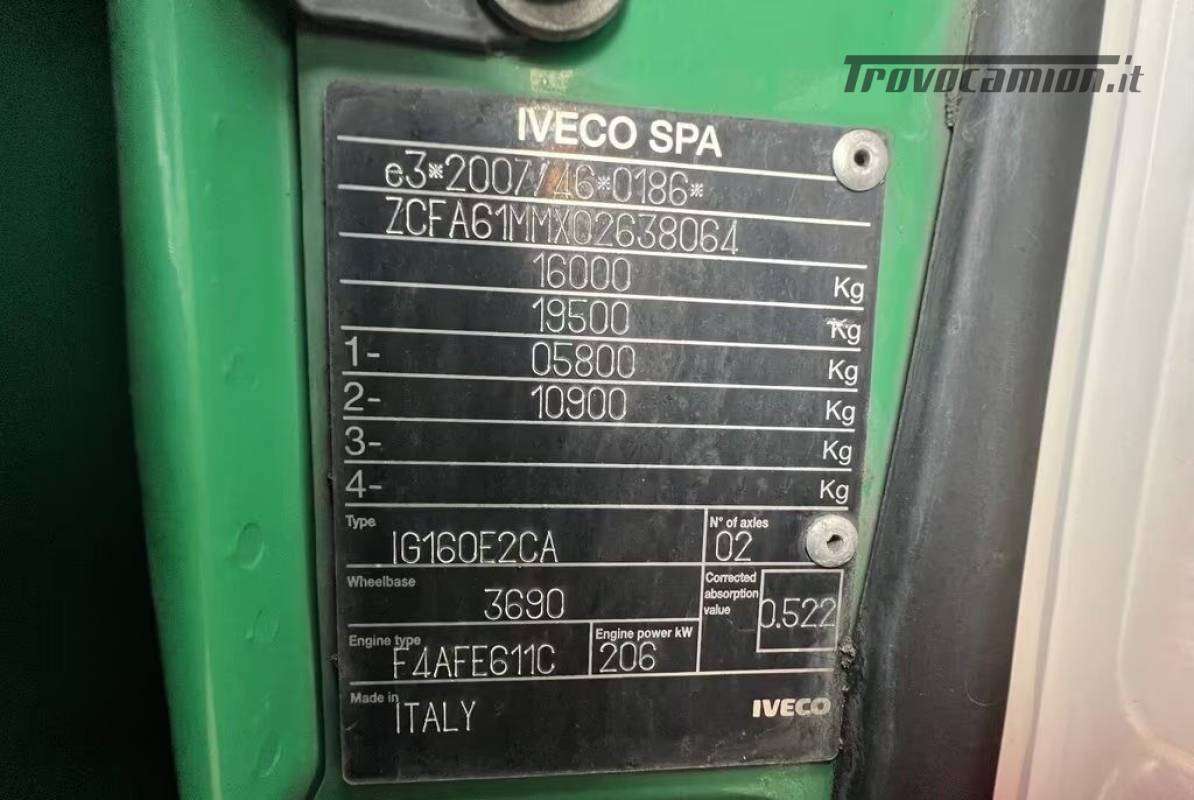 Trovocamion.it
IVECO SPA
e3*2007/46*0186*
ZCFA61MMX02638064
16000 Kg
19500 Kg
1- 05800 Kg
2- 10900 Kg
3- Kg
4- Kg
Type IG160E2CA N° of axles 02
Wheelbase 3690 Corrected absorption value 0.522
Engine type F4AFE611C Engine power kW 206
Made in ITALY IVECO